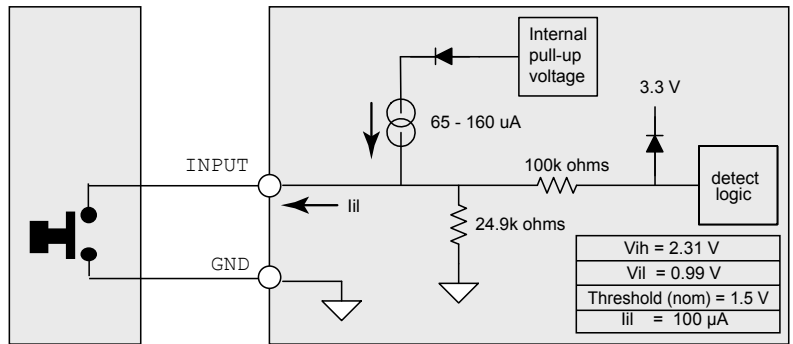 Internal
pull-up
voltage
3.3 V
65 - 160 uA
INPUT
100k ohms
detect
logic
Iil
24.9k ohms
GND
Vih = 2.31 V
Vil = 0.99 V
Threshold (nom) = 1.5 V
Iil = 100 µA